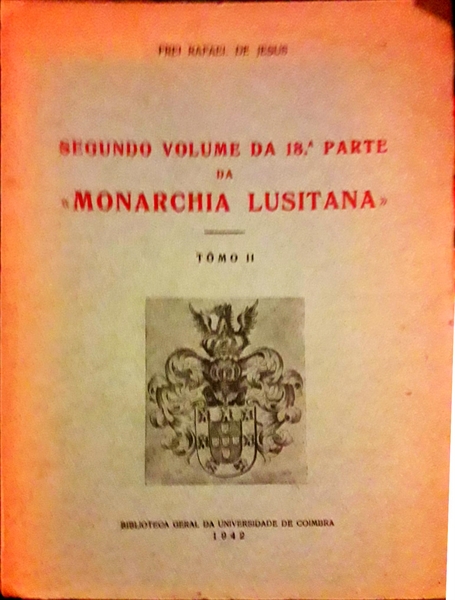 FREI RAFAEL DE JESUS
SEGUNDO VOLUME DA 18.ª PARTE
DA
«MONARCHIA LUSITANA»
TÔMO II
BIBLIOTECA GERAL DA UNIVERSIDADE DE COIMBRA
1942